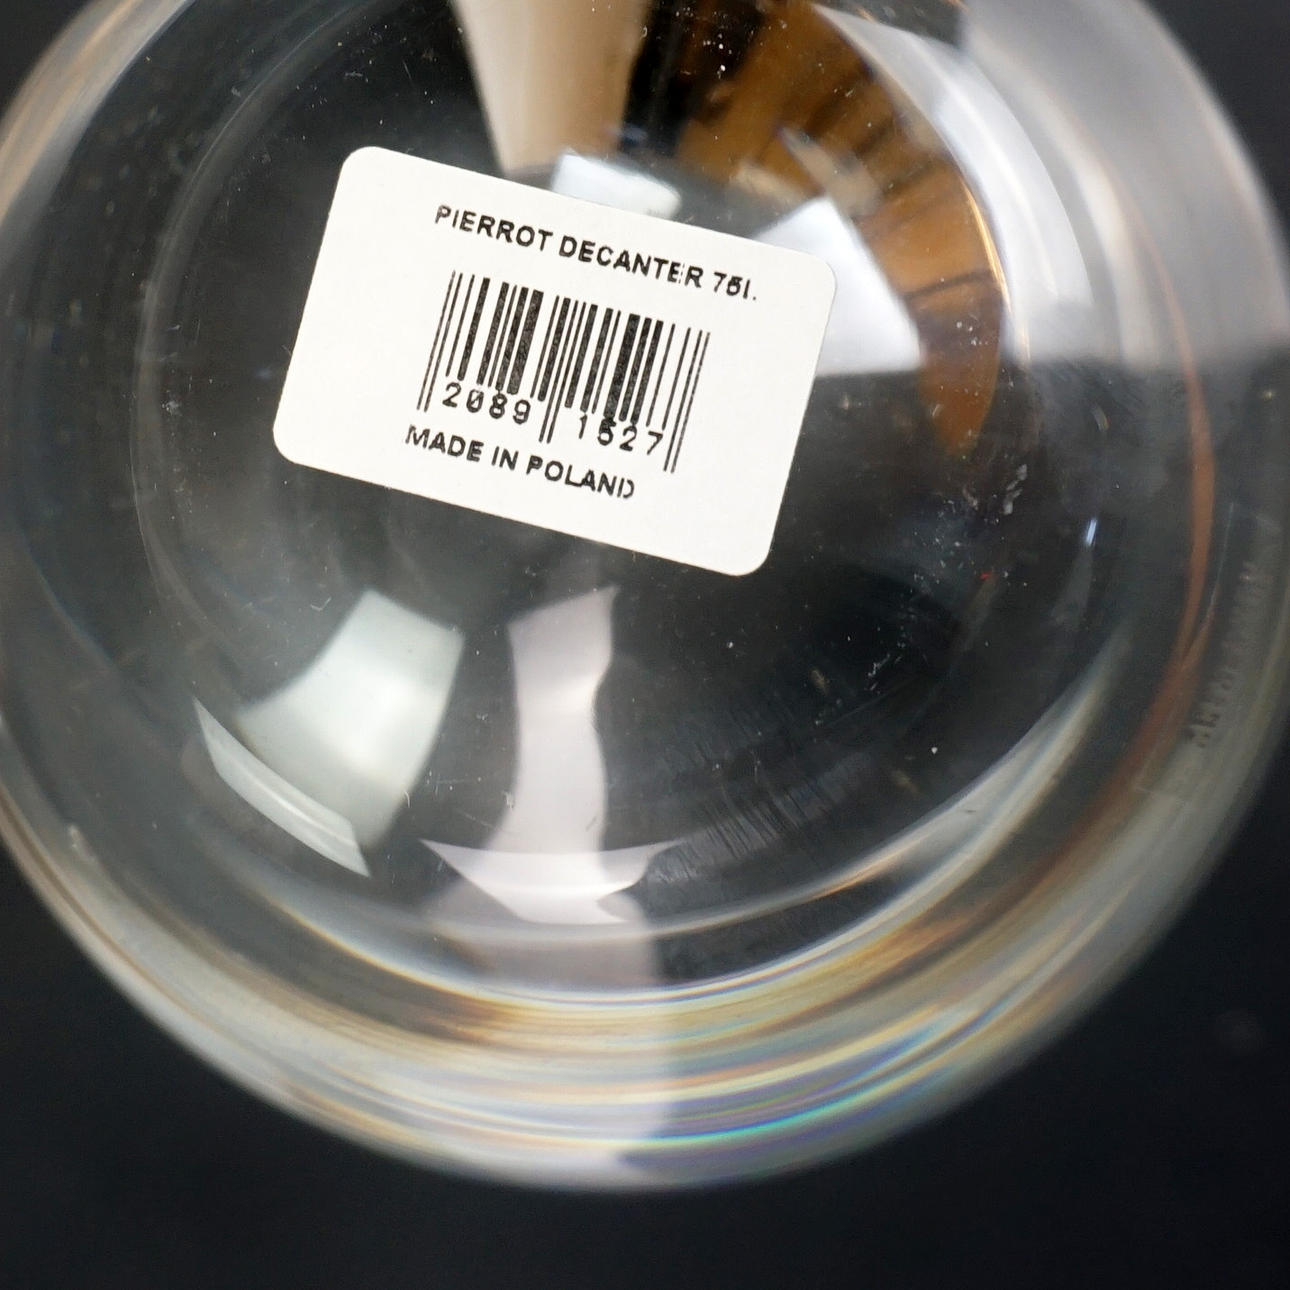 PIERROT DECANTER 75l.
2089 1527
MADE IN POLAND